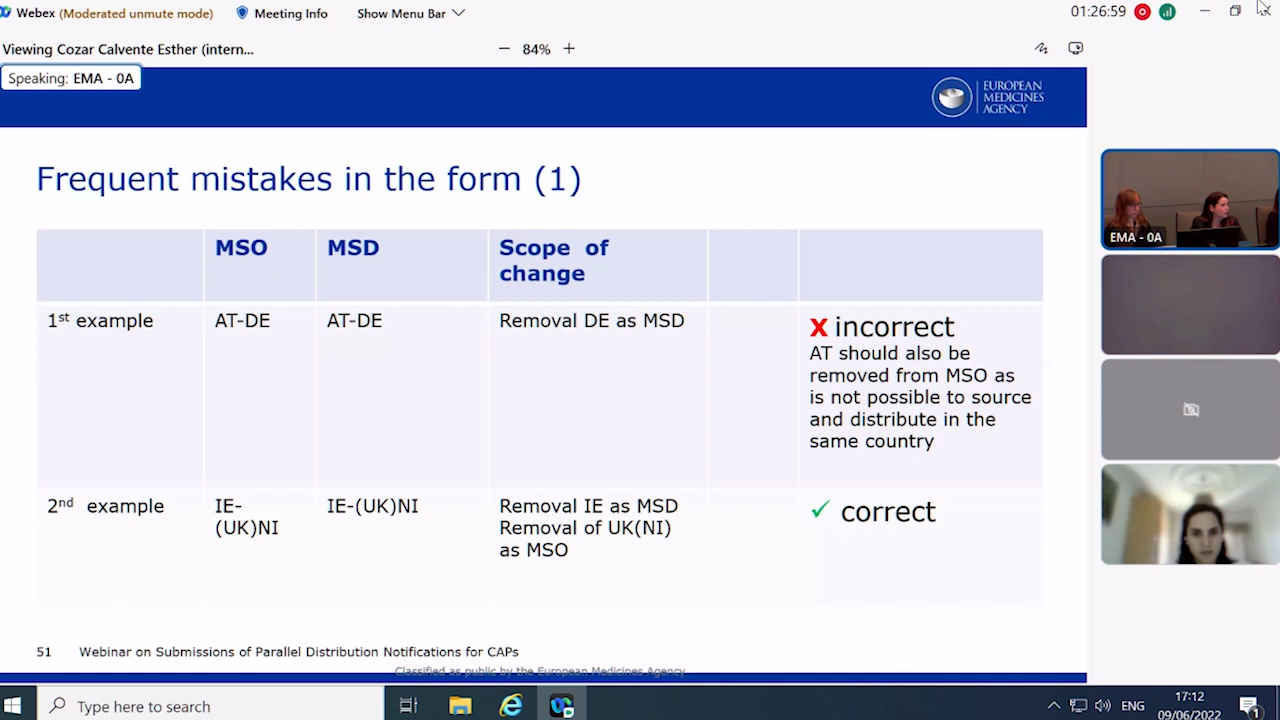 Webex (Moderated unmute mode) Meeting Info Show Menu Bar 01:26:59
Viewing Cozar Calvente Esther (intern... 84%
Speaking: EMA - 0A
EUROPEAN
MEDICINES
AGENCY
Frequent mistakes in the form (1)
MSO MSD Scope of
change
1st example AT-DE AT-DE Removal DE as MSD X incorrect
AT should also be
removed from MSO as
is not possible to source
and distribute in the
same country
2nd example IE- IE-(UK)NI Removal IE as MSD ✓ correct
(UK)NI Removal of UK(NI)
as MSO
51 Webinar on Submissions of Parallel Distribution Notifications for CAPs
Classified as public by the European Medicines Agency
EMA - 0A
Type here to search ENG 17:12
09/06/2022 1